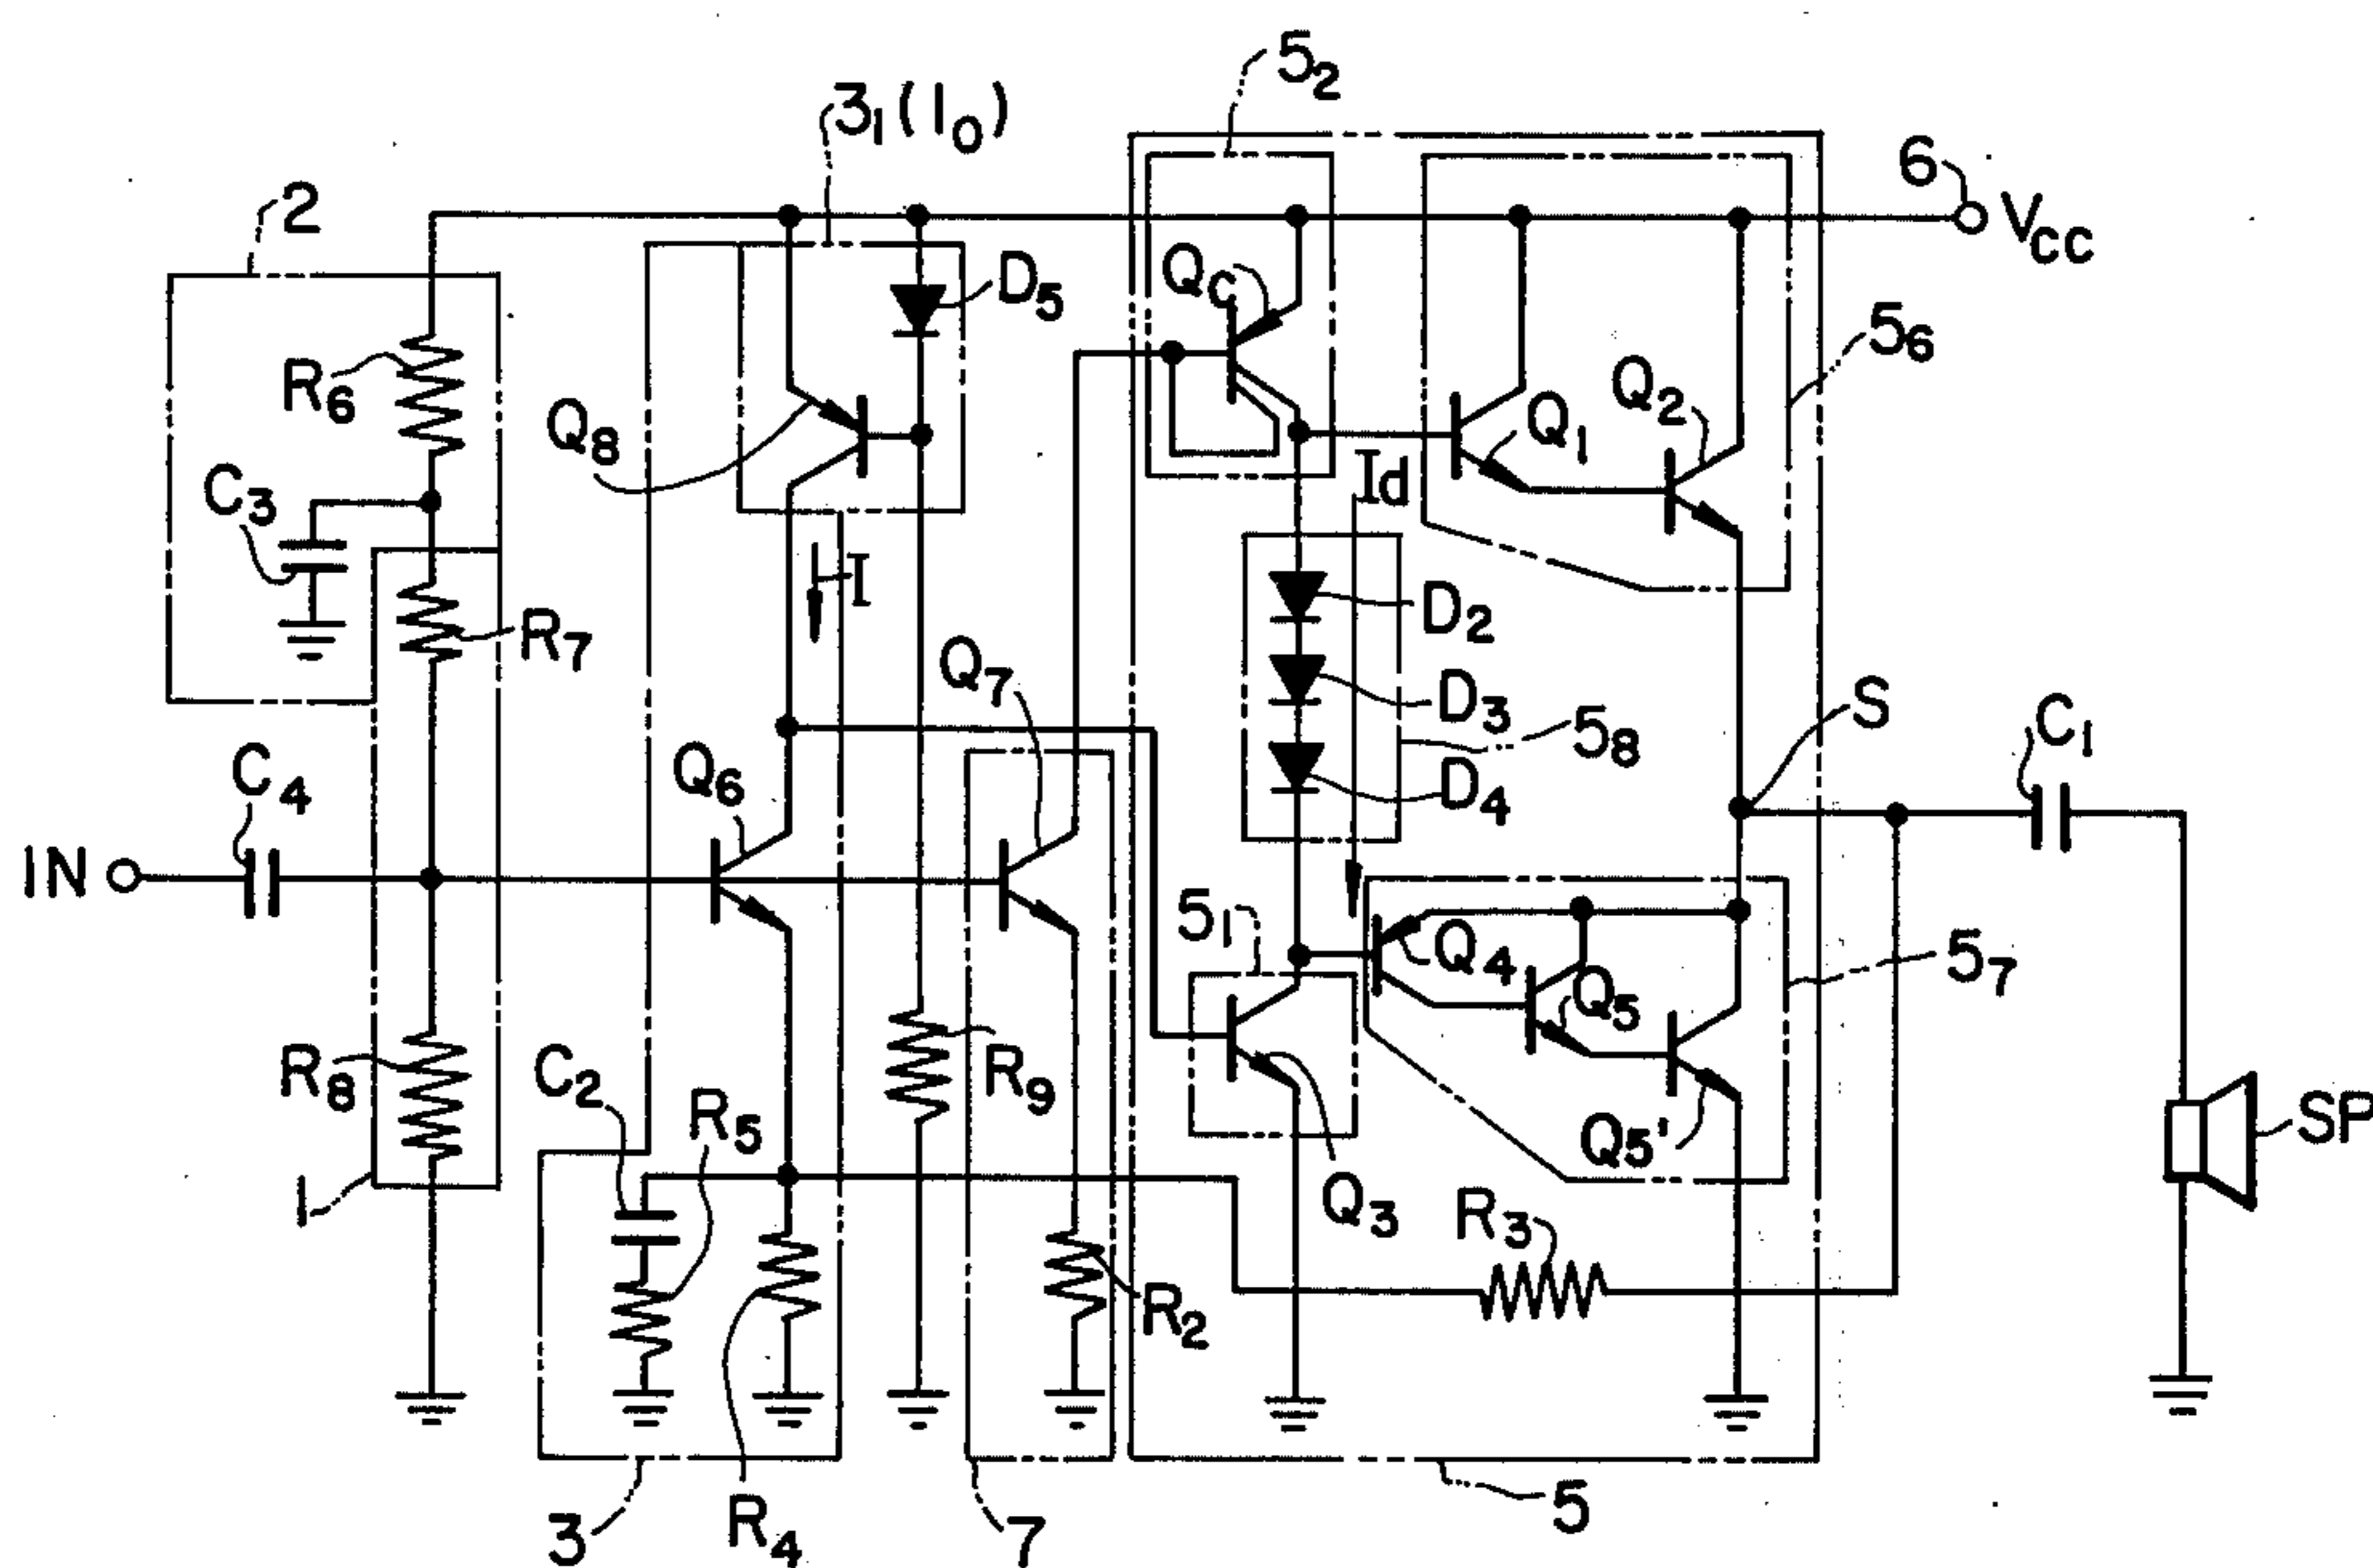 5₂
3₁(I₀)
6
V_CC
2
Q_C
D₅
5₆
R₆
Q₈
Q₁
Q₂
C₃
Id
I
R₇
D₂
Q₇
D₃
5₈
S
C₁
C₄
Q₆
D₄
IN
5₁
Q₄
Q₅
5₇
C₂
R₈
R₅
R₉
Q₅'
SP
1
Q₃
R₃
R₂
3
R₄
7
5